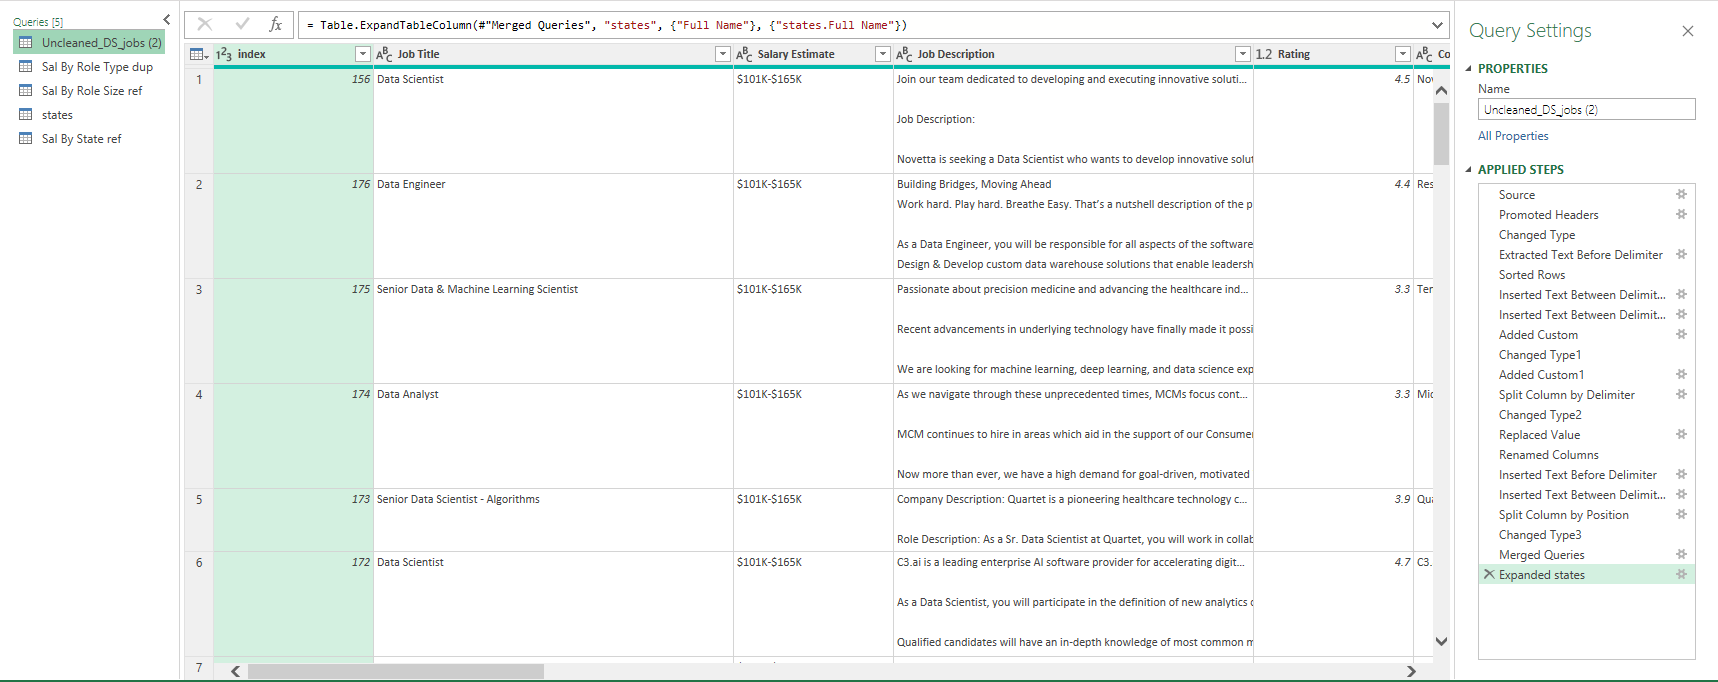 Queries [5]
Uncleaned_DS_jobs (2)
Sal By Role Type dup
Sal By Role Size ref
states
Sal By State ref
fx
= Table.ExpandTableColumn(#"Merged Queries", "states", {"Full Name"}, {"states.Full Name"})
index
Job Title
Salary Estimate
Job Description
1.2 Rating
Co
1 156 Data Scientist $101K-$165K Join our team dedicated to developing and executing innovative soluti... 4.5 Nov
Job Description:
Novetta is seeking a Data Scientist who wants to develop innovative solut
2 176 Data Engineer $101K-$165K Building Bridges, Moving Ahead 4.4 Res
Work hard. Play hard. Breathe Easy. That's a nutshell description of the p
As a Data Engineer, you will be responsible for all aspects of the software
Design & Develop custom data warehouse solutions that enable leadersh
3 175 Senior Data & Machine Learning Scientist $101K-$165K Passionate about precision medicine and advancing the healthcare ind... 3.3 Ter
Recent advancements in underlying technology have finally made it possi
We are looking for machine learning, deep learning, and data science exp
4 174 Data Analyst $101K-$165K As we navigate through these unprecedented times, MCMs focus cont... 3.3 Mid
MCM continues to hire in areas which aid in the support of our Consumer
Now more than ever, we have a high demand for goal-driven, motivated
5 173 Senior Data Scientist - Algorithms $101K-$165K Company Description: Quartet is a pioneering healthcare technology c... 3.9 Qua
Role Description: As a Sr. Data Scientist at Quartet, you will work in collab
6 172 Data Scientist $101K-$165K C3.ai is a leading enterprise AI software provider for accelerating digit... 4.7 C3.
As a Data Scientist, you will participate in the definition of new analytics c
Qualified candidates will have an in-depth knowledge of most common m
7
Query Settings
PROPERTIES
Name
Uncleaned_DS_jobs (2)
All Properties
APPLIED STEPS
Source
Promoted Headers
Changed Type
Extracted Text Before Delimiter
Sorted Rows
Inserted Text Between Delimit...
Inserted Text Between Delimit...
Added Custom
Changed Type1
Added Custom1
Split Column by Delimiter
Changed Type2
Replaced Value
Renamed Columns
Inserted Text Before Delimiter
Inserted Text Between Delimit...
Split Column by Position
Changed Type3
Merged Queries
Expanded states